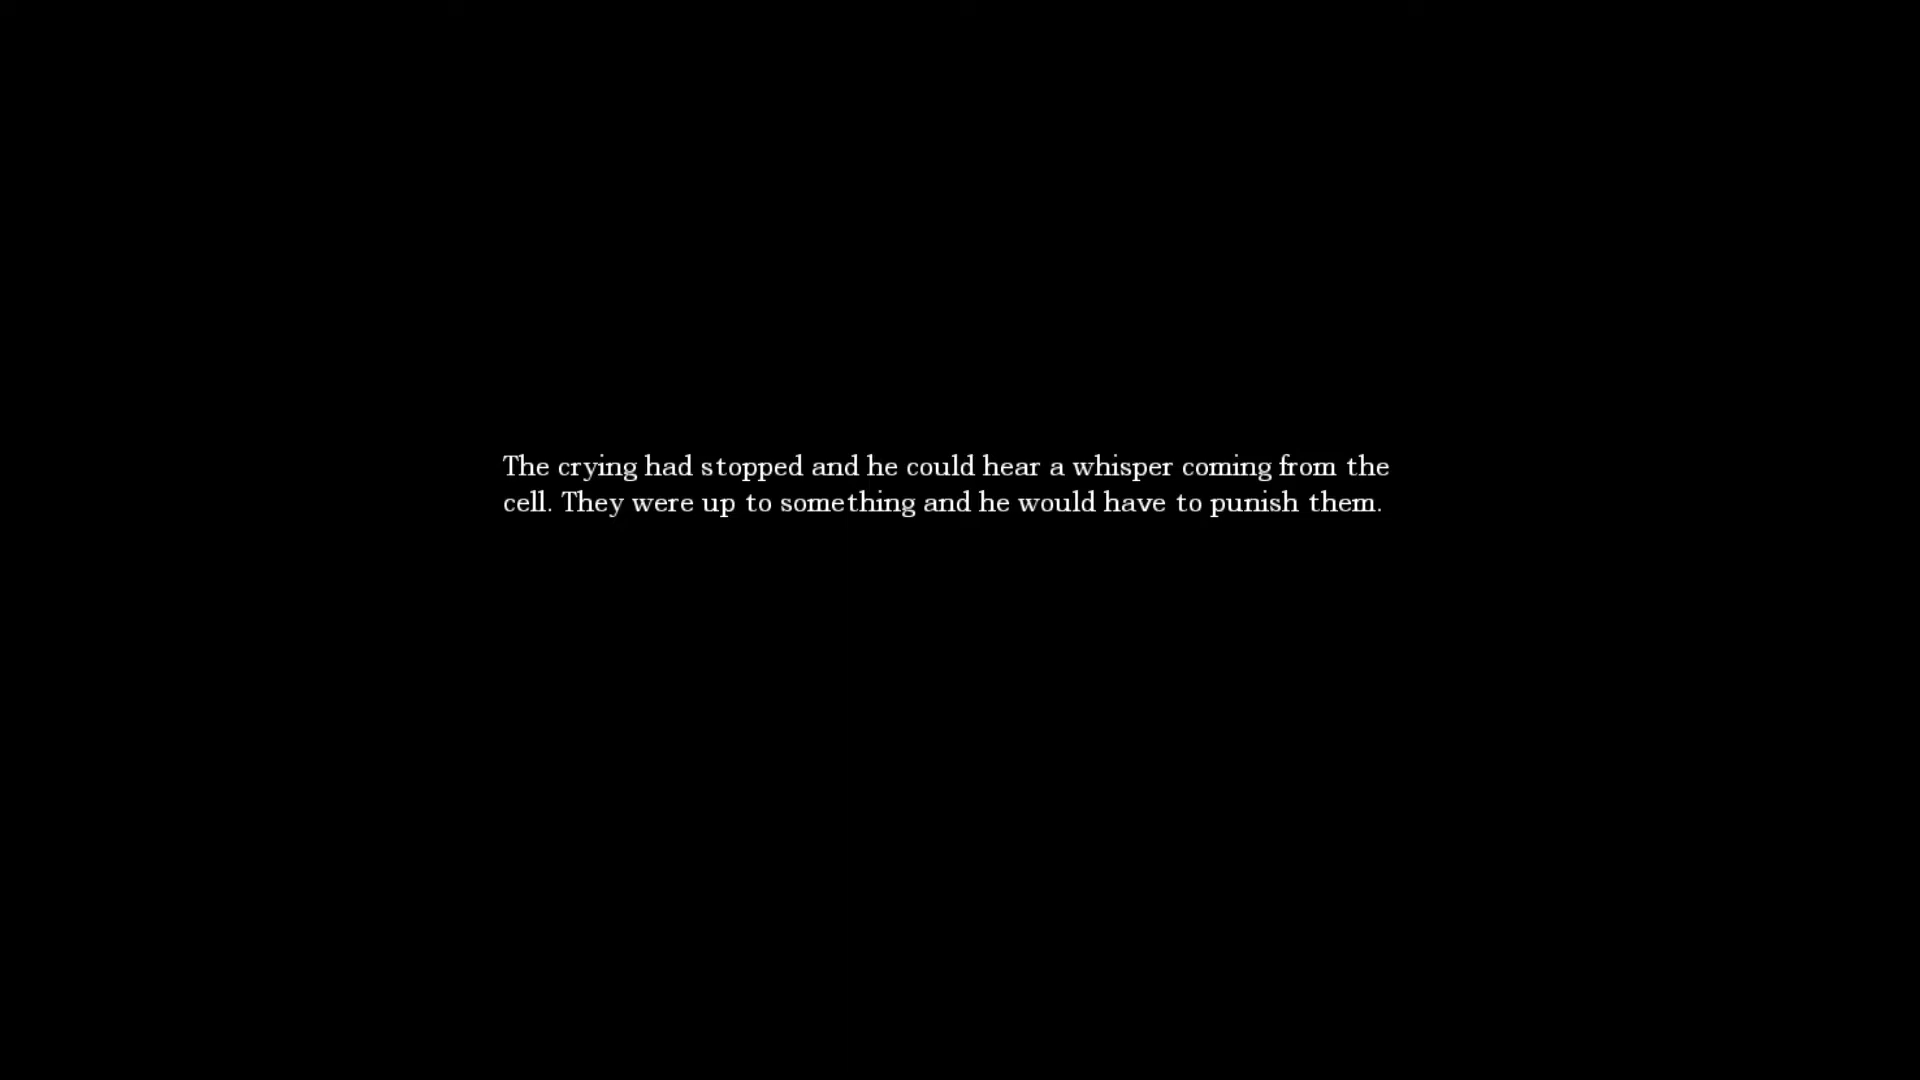 The crying had stopped and he could hear a whisper coming from the
cell. They were up to something and he would have to punish them.